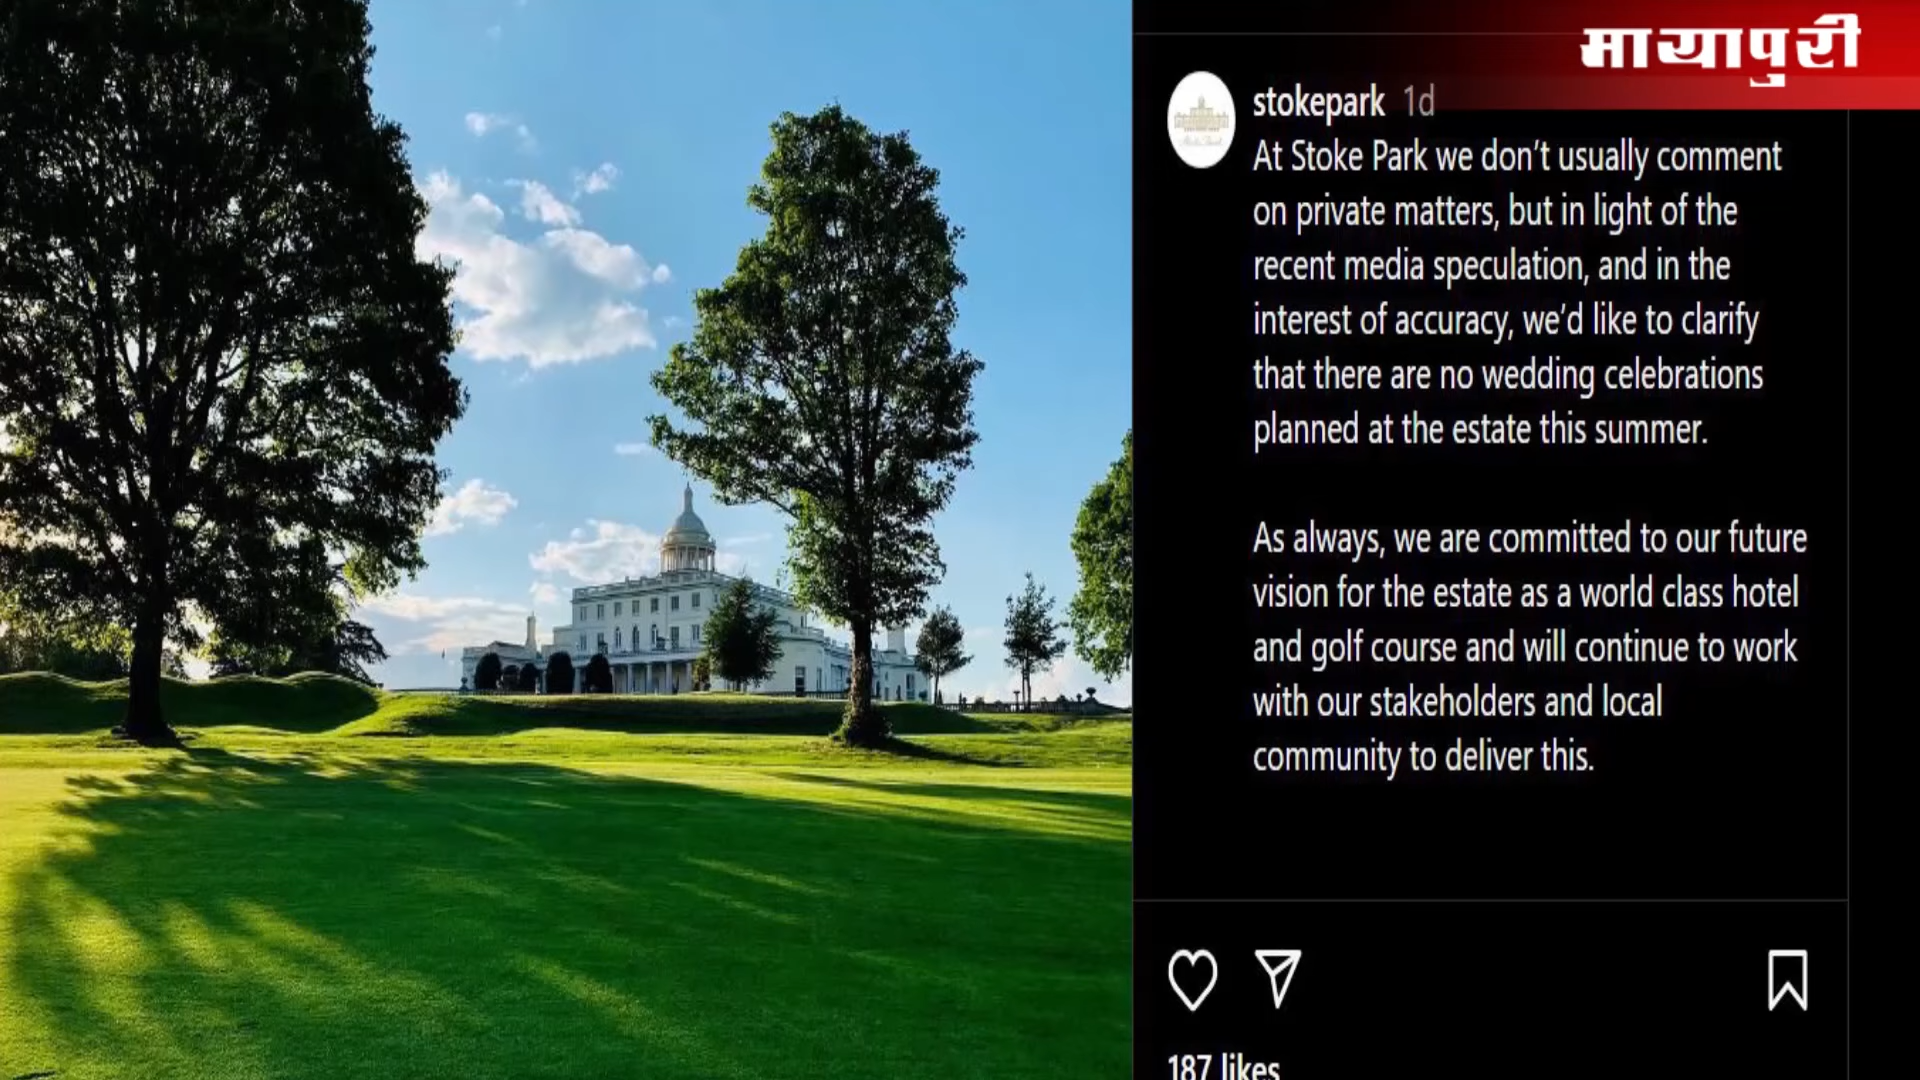 मायापुरी
stokepark 1d
At Stoke Park we don’t usually comment
on private matters, but in light of the
recent media speculation, and in the
interest of accuracy, we’d like to clarify
that there are no wedding celebrations
planned at the estate this summer.
As always, we are committed to our future
vision for the estate as a world class hotel
and golf course and will continue to work
with our stakeholders and local
community to deliver this.
187 likes